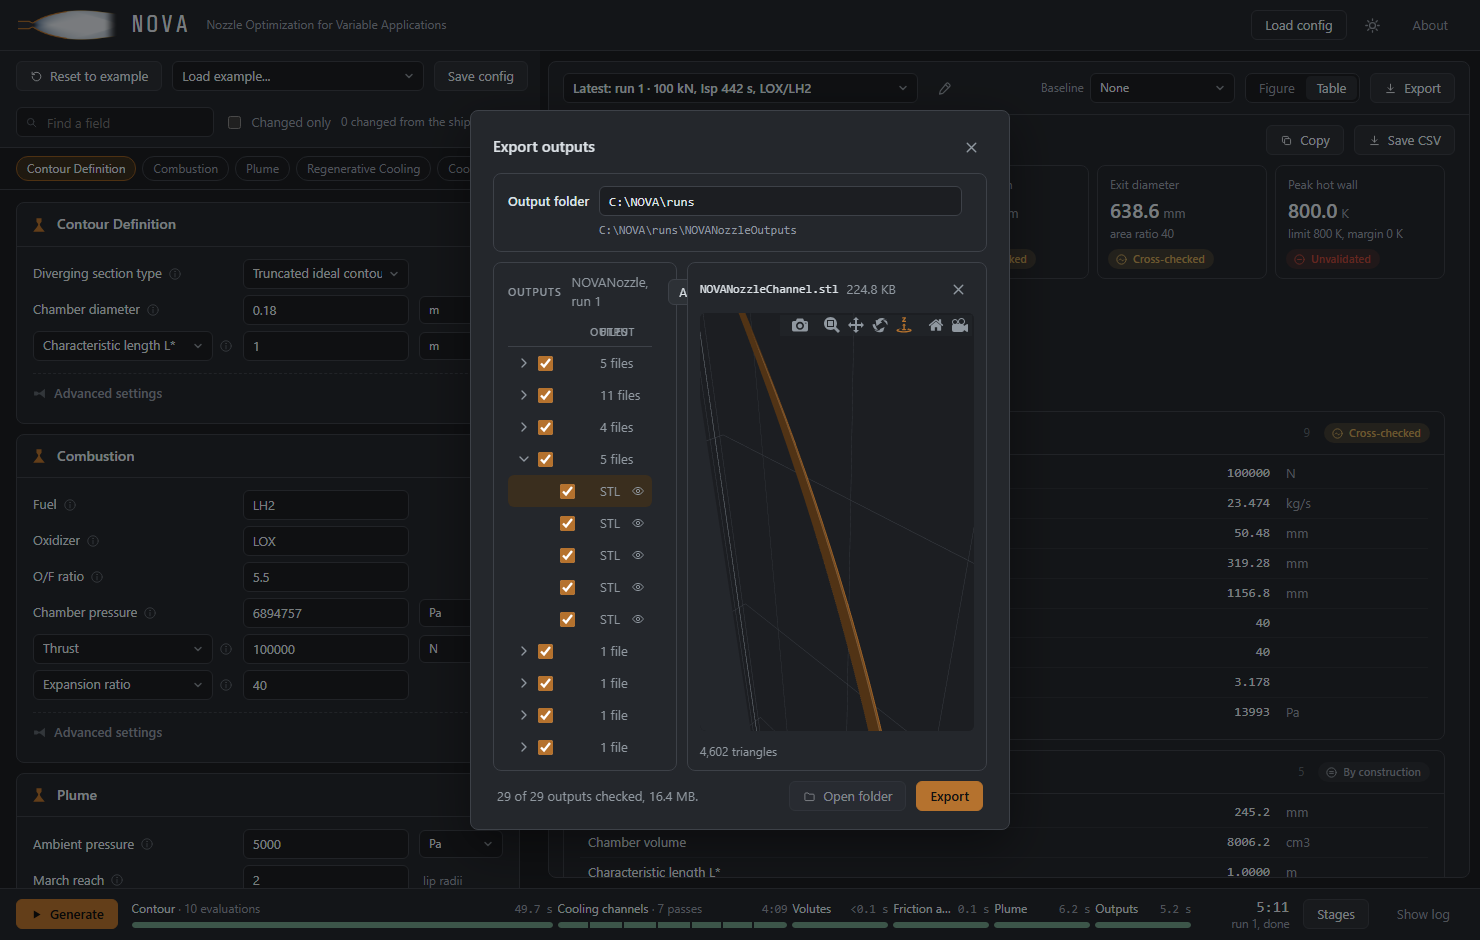 NOVA
Nozzle Optimization for Variable Applications
Load config
About
Reset to example
Load example...
Save config
Latest: run 1 · 100 kN, Isp 442 s, LOX/LH2
Baseline
None
Figure
Table
Export
Find a field
Changed only
0 changed from the ship
Copy
Save CSV
Contour Definition
Combustion
Plume
Regenerative Cooling
Coo
Contour Definition
Diverging section type
Truncated ideal contou
Chamber diameter
0.18
m
Characteristic length L*
1
m
Advanced settings
Combustion
Fuel
LH2
Oxidizer
LOX
O/F ratio
5.5
Chamber pressure
6894757
Pa
Thrust
100000
N
Expansion ratio
40
Advanced settings
Plume
Ambient pressure
5000
Pa
March reach
2
lip radii
Export outputs
Output folder
C:\NOVA\runs
C:\NOVA\runs\NOVANozzleOutputs
OUTPUTS
NOVANozzle,
run 1
A
5 files
11 files
4 files
5 files
STL
STL
STL
STL
STL
1 file
1 file
1 file
1 file
NOVANozzleChannel.stl 224.8 KB
4,602 triangles
29 of 29 outputs checked, 16.4 MB.
Open folder
Export
m
ked
Exit diameter
638.6 mm
area ratio 40
Cross-checked
Peak hot wall
800.0 K
limit 800 K, margin 0 K
Unvalidated
9
Cross-checked
100000 N
23.474 kg/s
50.48 mm
319.28 mm
1156.8 mm
40
40
3.178
13993 Pa
5
By construction
245.2 mm
Chamber volume
8006.2 cm3
Characteristic length L*
1.0000 m
Generate
Contour · 10 evaluations
49.7 s
Cooling channels · 7 passes
4:09
Volutes
<0.1 s
Friction a...
0.1 s
Plume
6.2 s
Outputs
5.2 s
5:11
run 1, done
Stages
Show log